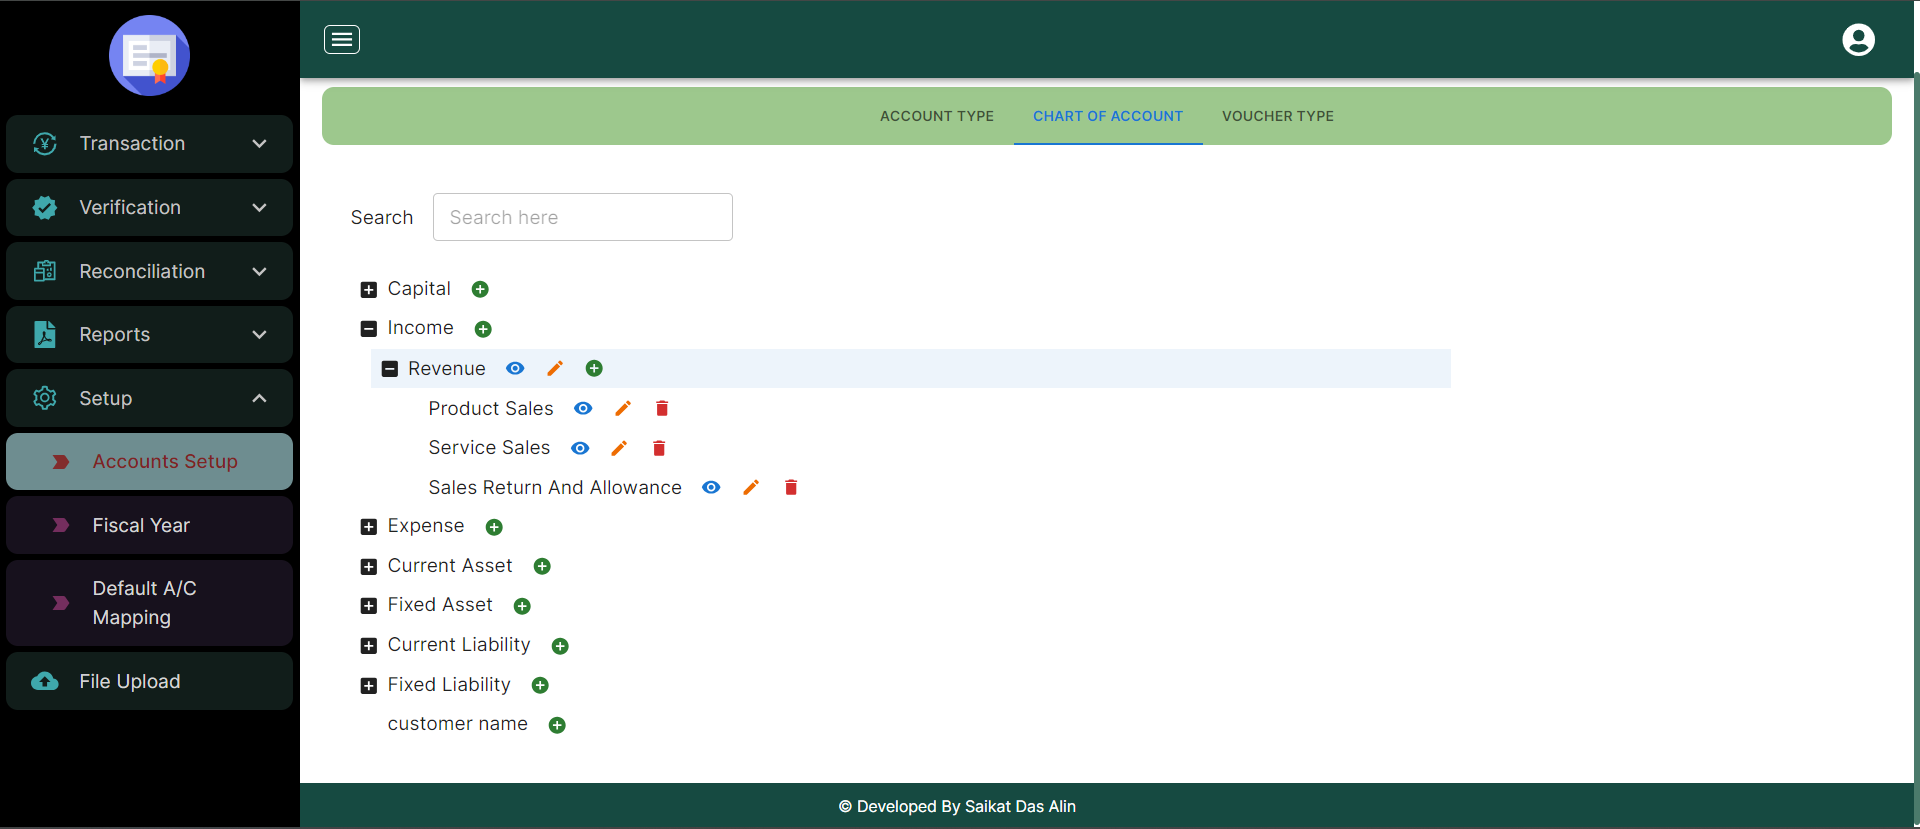 Transaction
Verification
Reconciliation
Reports
Setup
Accounts Setup
Fiscal Year
Default A/C
Mapping
File Upload
ACCOUNT TYPE CHART OF ACCOUNT VOUCHER TYPE
Search Search here
Capital
Income
Revenue
Product Sales
Service Sales
Sales Return And Allowance
Expense
Current Asset
Fixed Asset
Current Liability
Fixed Liability
customer name
© Developed By Saikat Das Alin